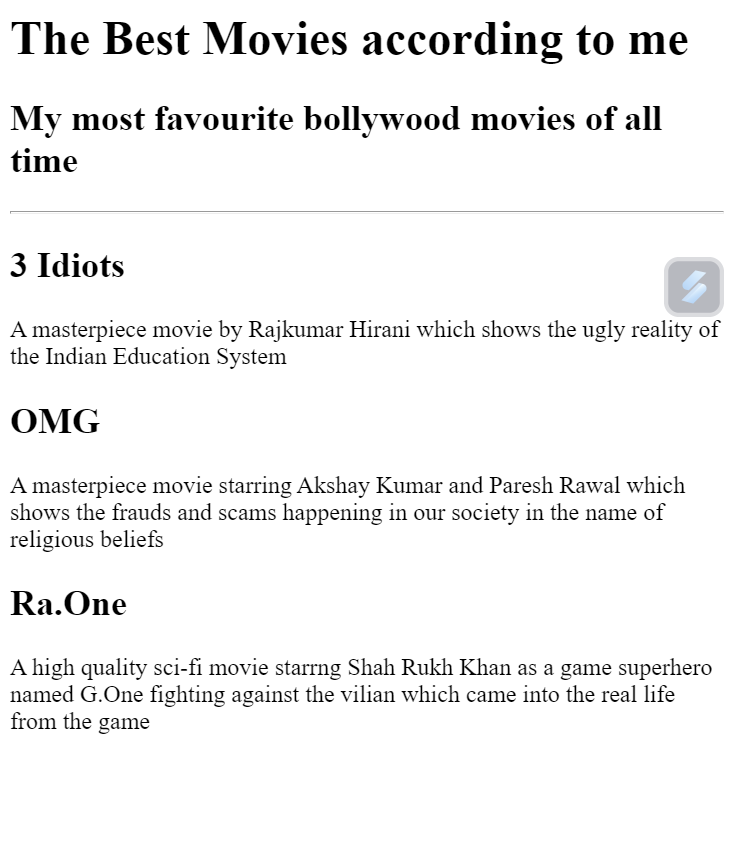 The Best Movies according to me
My most favourite bollywood movies of all
time
3 Idiots
A masterpiece movie by Rajkumar Hirani which shows the ugly reality of
the Indian Education System
OMG
A masterpiece movie starring Akshay Kumar and Paresh Rawal which
shows the frauds and scams happening in our society in the name of
religious beliefs
Ra.One
A high quality sci-fi movie starrng Shah Rukh Khan as a game superhero
named G.One fighting against the vilian which came into the real life
from the game